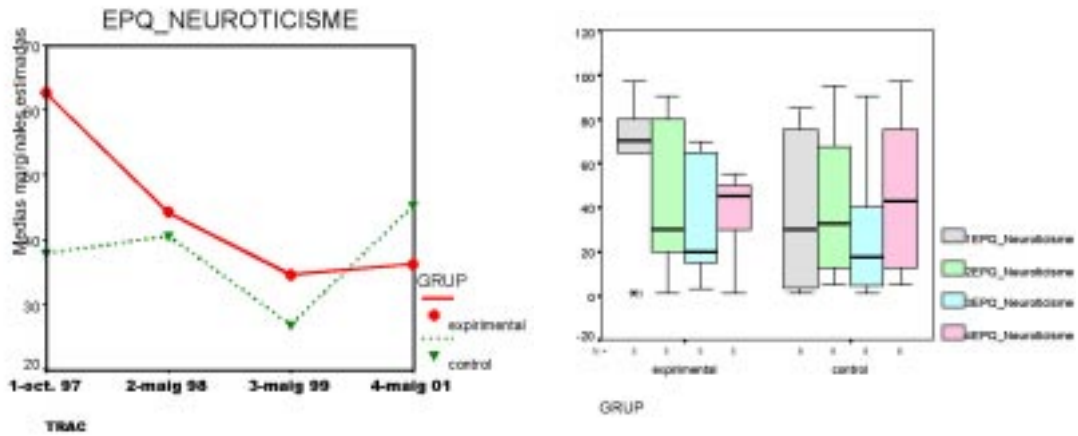 EPQ_NEUROTICISME
Medias marginales estimadas
70
60
50
40
30
20
1-oct. 97 2-maig 98 3-maig 99 4-maig 01
TRAC
GRUP
expirimental
control
120
100
80
60
40
20
0
-20
N =
exprimental control
GRUP
1EPQ_Neuroticisme
2EPQ_Neuroticisme
3EPQ_Neuroticisme
4EPQ_Neuroticisme